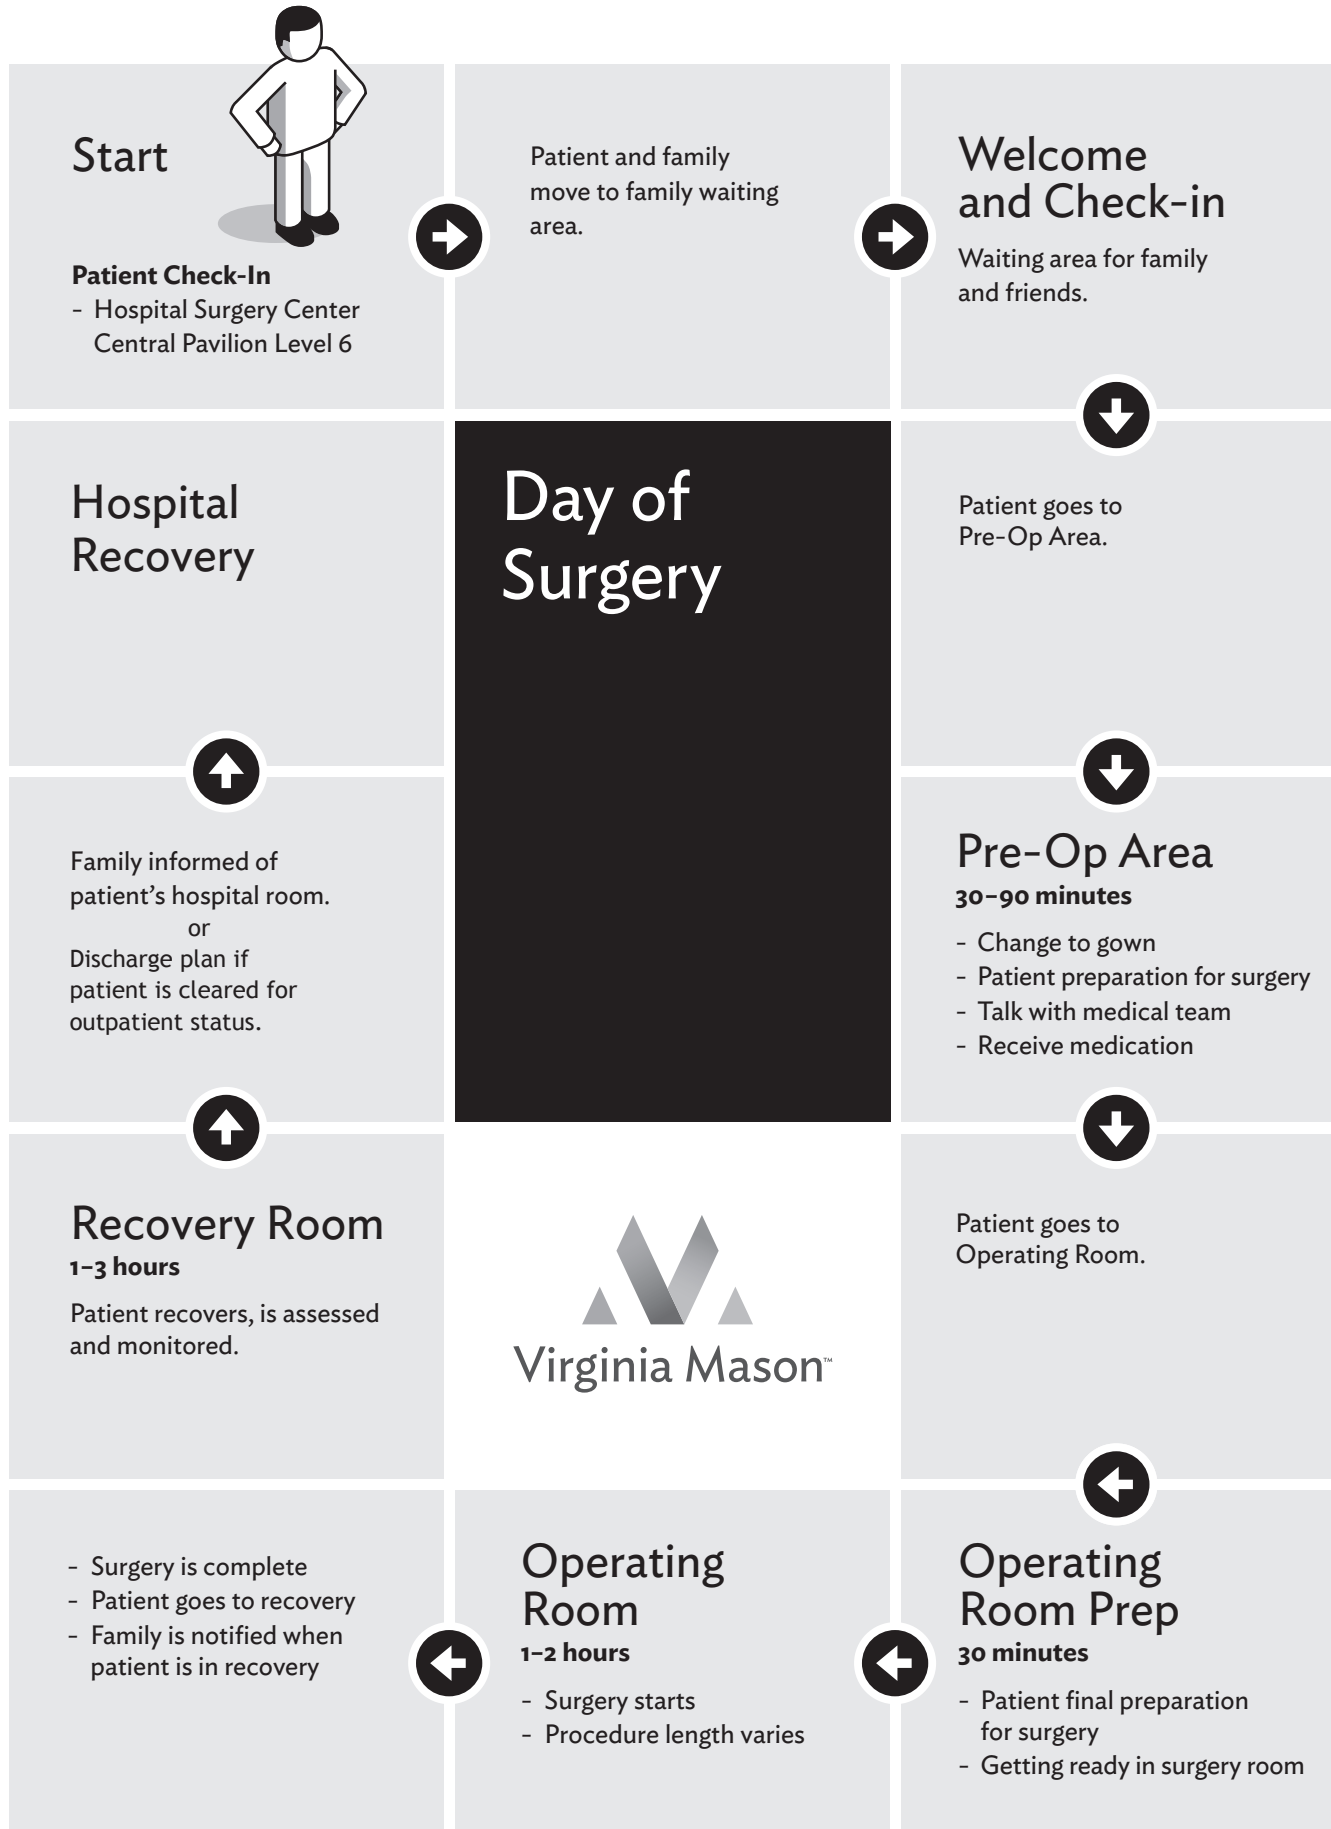 Start
Patient Check-In
- Hospital Surgery Center
Central Pavilion Level 6
Patient and family
move to family waiting
area.
Welcome
and Check-in
Waiting area for family
and friends.
Hospital
Recovery
Day of
Surgery
Patient goes to
Pre-Op Area.
Family informed of
patient's hospital room.
or
Discharge plan if
patient is cleared for
outpatient status.
Pre-Op Area
30-90 minutes
- Change to gown
- Patient preparation for surgery
- Talk with medical team
- Receive medication
Recovery Room
1-3 hours
Patient recovers, is assessed
and monitored.
Virginia Mason™
Patient goes to
Operating Room.
- Surgery is complete
- Patient goes to recovery
- Family is notified when
patient is in recovery
Operating
Room
1-2 hours
- Surgery starts
- Procedure length varies
Operating
Room Prep
30 minutes
- Patient final preparation
for surgery
- Getting ready in surgery room